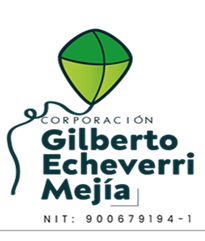 CORPORACIÓN
Gilberto
Echeverri
Mejía
NIT: 900679194-1